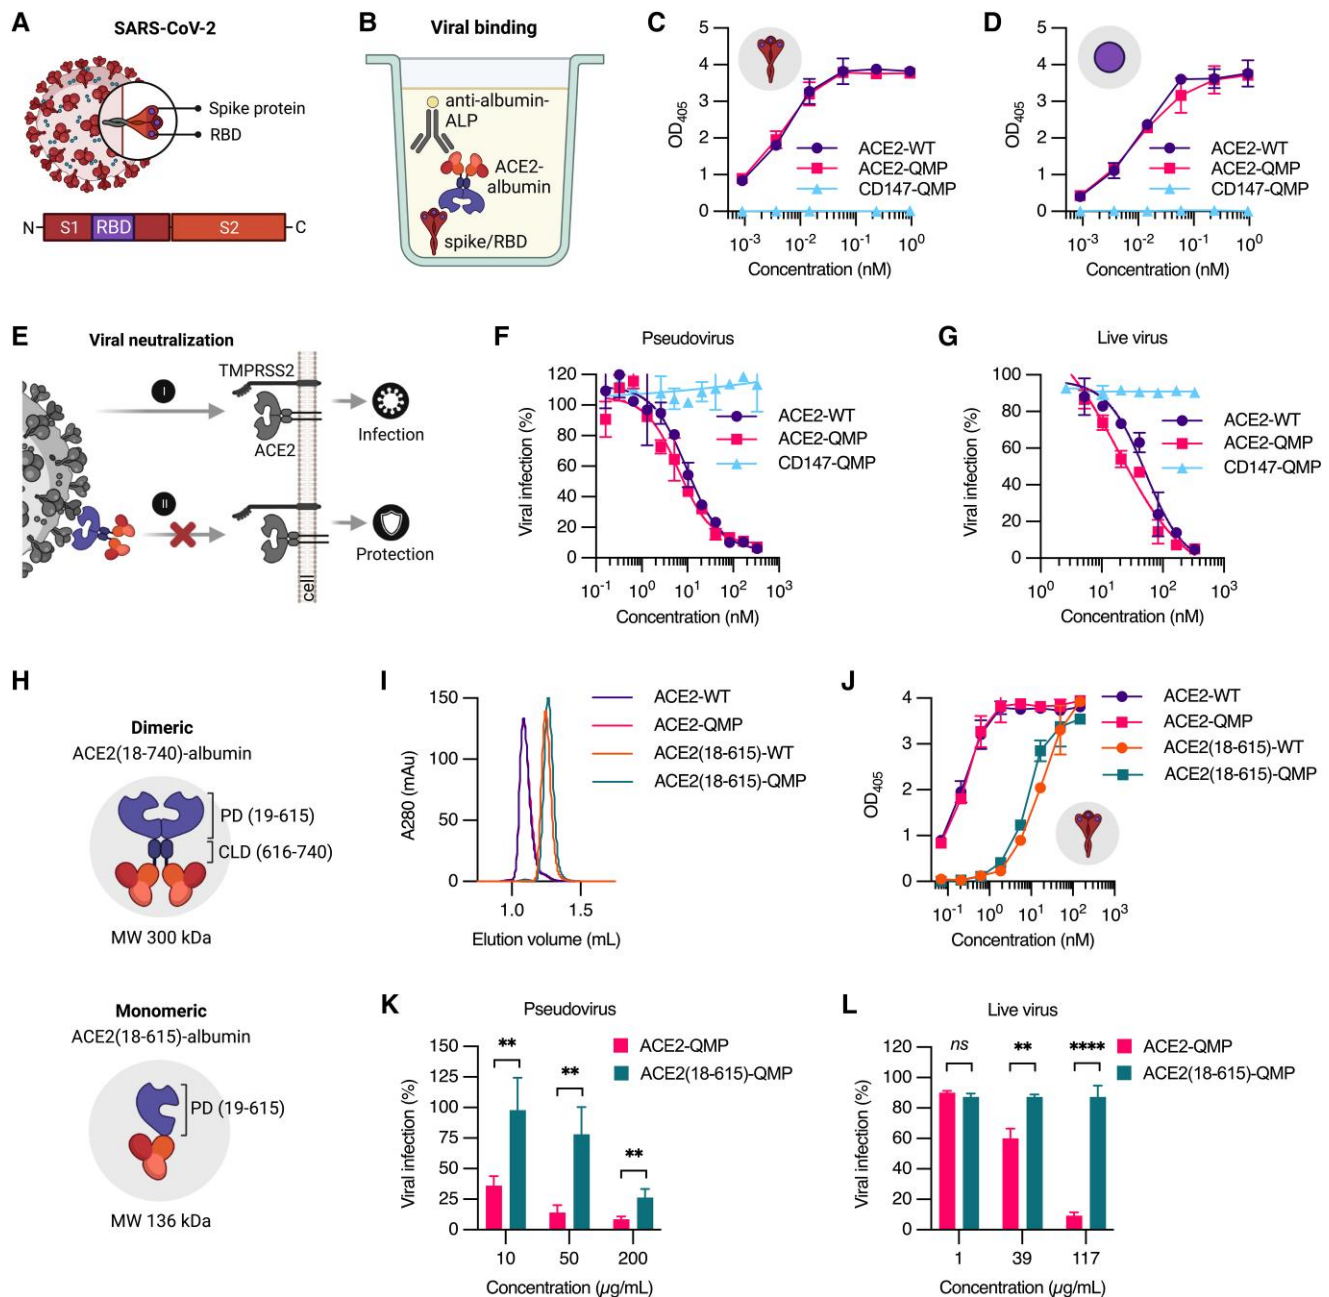 A
SARS-CoV-2
Spike protein
RBD
N
S1
RBD
S2
C
B
Viral binding
anti-albumin-
ALP
ACE2-
albumin
spike/RBD
C
5
4
3
2
1
0
OD405
ACE2-WT
ACE2-QMP
CD147-QMP
10-3
10-2
10-1
100
Concentration (nM)
D
5
4
3
2
1
0
OD405
ACE2-WT
ACE2-QMP
CD147-QMP
10-3
10-2
10-1
100
Concentration (nM)
E
Viral neutralization
I
TMPRSS2
ACE2
Infection
II
Protection
cell
F
Pseudovirus
120
100
80
60
40
20
0
Viral infection (%)
ACE2-WT
ACE2-QMP
CD147-QMP
10-1
100
101
102
103
Concentration (nM)
G
Live virus
100
80
60
40
20
0
Viral infection (%)
ACE2-WT
ACE2-QMP
CD147-QMP
100
101
102
103
Concentration (nM)
H
Dimeric
ACE2(18-740)-albumin
PD (19-615)
CLD (616-740)
MW 300 kDa
Monomeric
ACE2(18-615)-albumin
PD (19-615)
MW 136 kDa
I
150
100
50
0
A280 (mAu)
1.0
1.5
Elution volume (mL)
ACE2-WT
ACE2-QMP
ACE2(18-615)-WT
ACE2(18-615)-QMP
J
4
3
2
1
0
OD405
10-1
100
101
102
103
Concentration (nM)
ACE2-WT
ACE2-QMP
ACE2(18-615)-WT
ACE2(18-615)-QMP
K
Pseudovirus
150
125
100
75
50
25
0
Viral infection (%)
**
**
**
10
50
200
Concentration (µg/mL)
ACE2-QMP
ACE2(18-615)-QMP
L
Live virus
120
100
80
60
40
20
0
Viral infection (%)
ns
**
****
1
39
117
Concentration (µg/mL)
ACE2-QMP
ACE2(18-615)-QMP